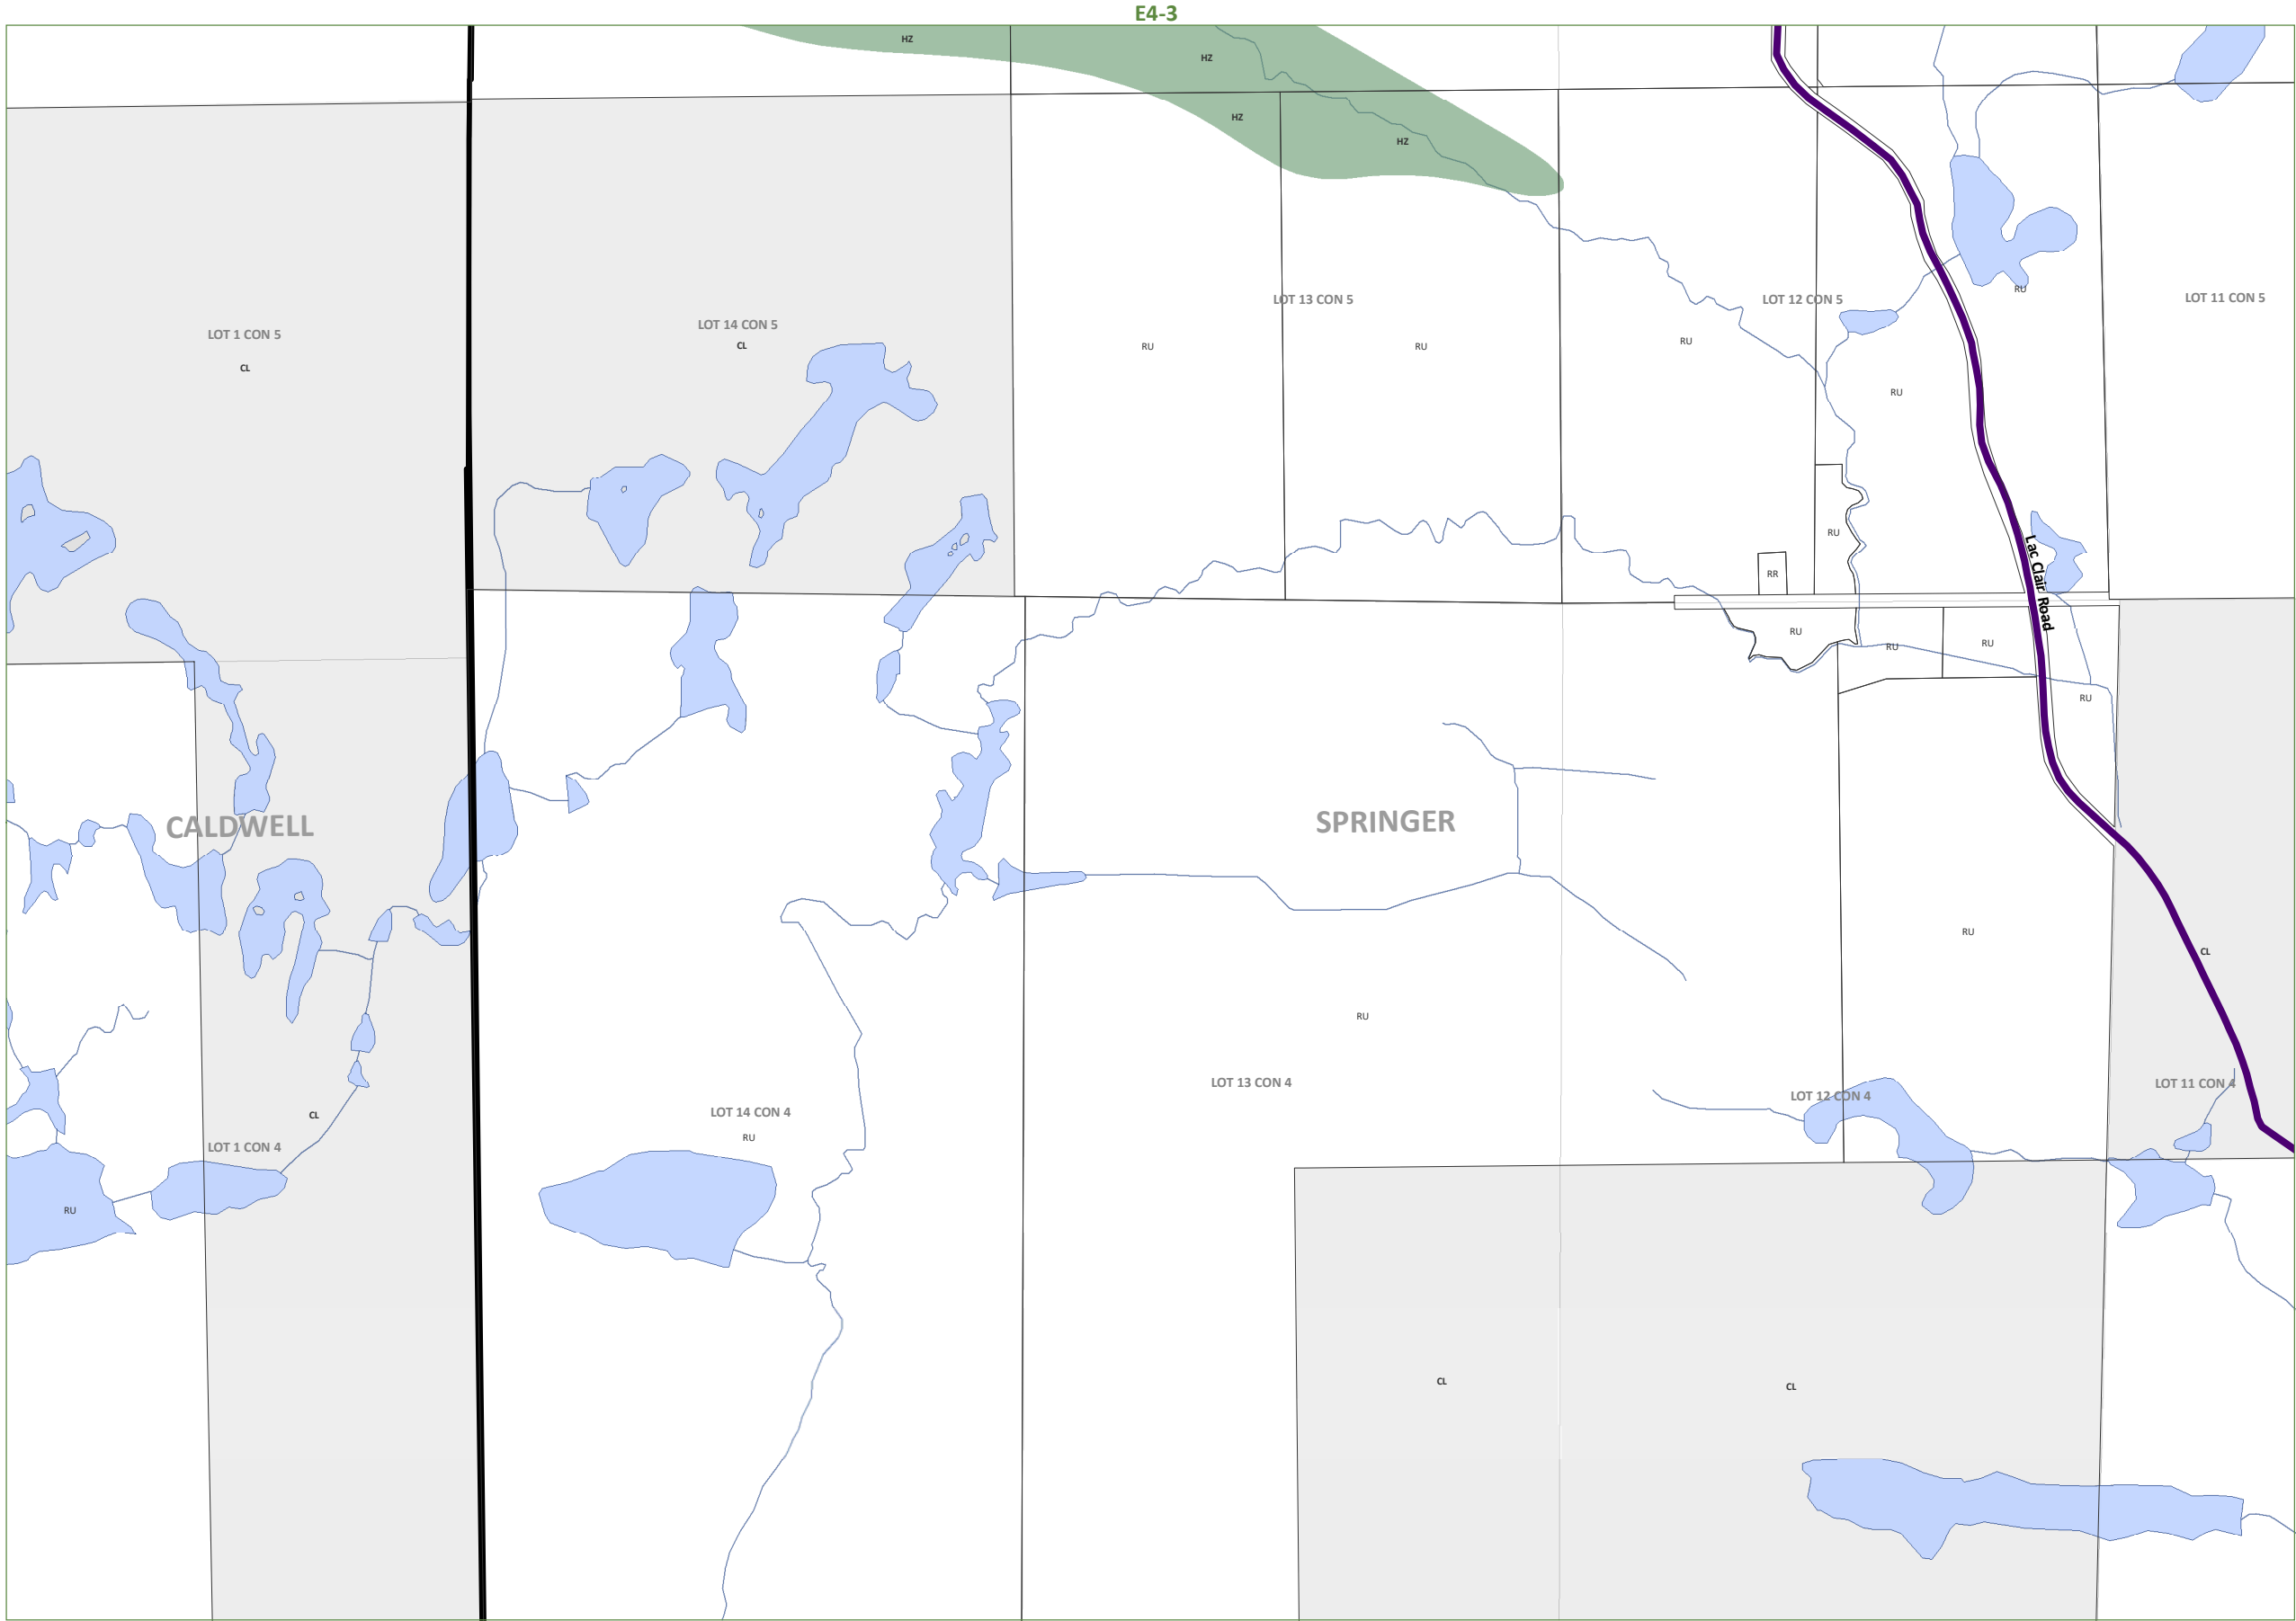 E4-3
HZ
HZ
HZ
HZ
LOT 1 CON 5
CL
LOT 14 CON 5
CL
LOT 13 CON 5
RU
RU
LOT 12 CON 5
RU
RU
RU
LOT 11 CON 5
RU
RR
Lac Clair Road
RU
RU
RU
RU
CALDWELL
SPRINGER
RU
CL
RU
LOT 13 CON 4
LOT 12 CON 4
LOT 11 CON 4
LOT 14 CON 4
RU
CL
LOT 1 CON 4
RU
CL
CL